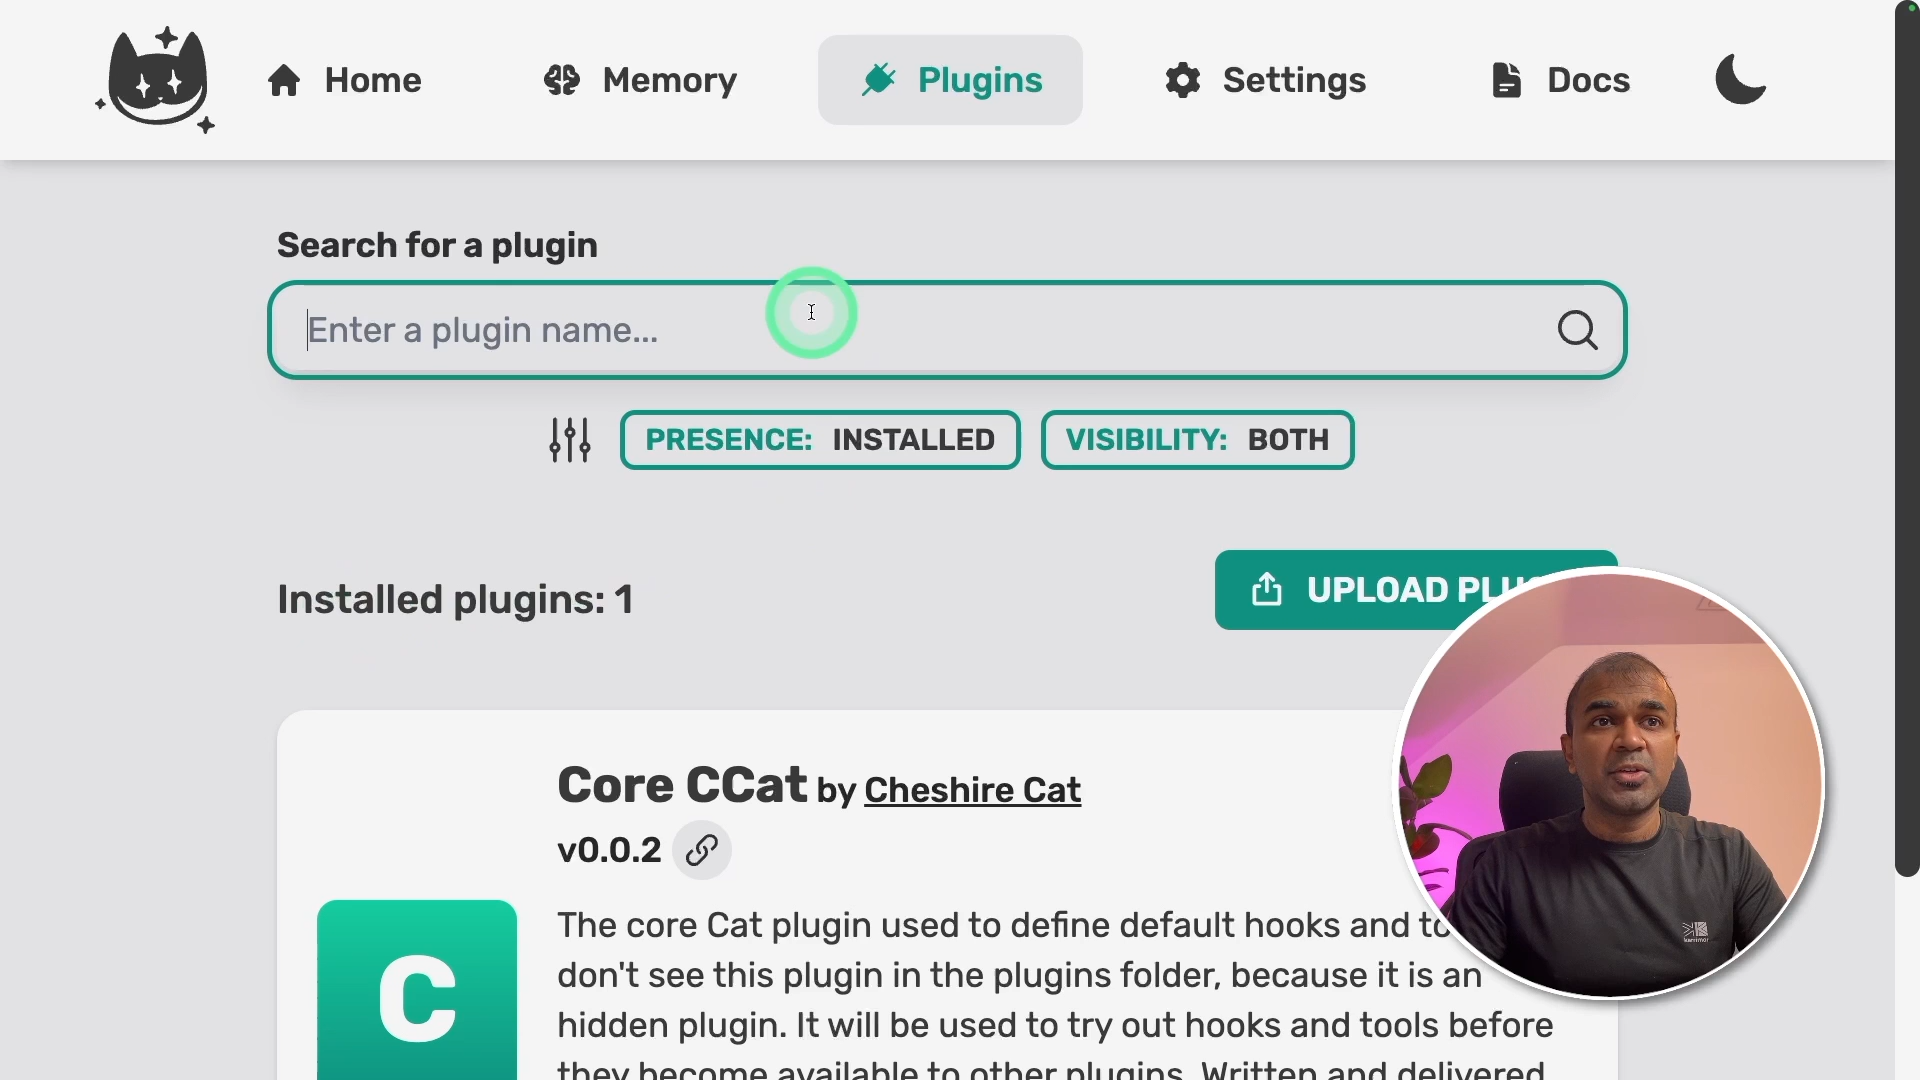 Home
Memory
Plugins
Settings
Docs
Search for a plugin
Enter a plugin name...
PRESENCE: INSTALLED
VISIBILITY: BOTH
Installed plugins: 1
UPLOAD
Core CCat by Cheshire Cat
v0.0.2
C
The core Cat plugin used to define default hooks and
don't see this plugin in the plugins folder, because it is an
hidden plugin. It will be used to try out hooks and tools before
they become available to other plugins. Written and delivered